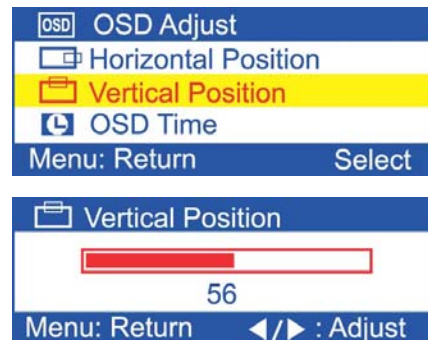 OSD OSD Adjust
Horizontal Position
Vertical Position
OSD Time
Menu: Return Select
Vertical Position
56
Menu: Return ◀/▶ : Adjust